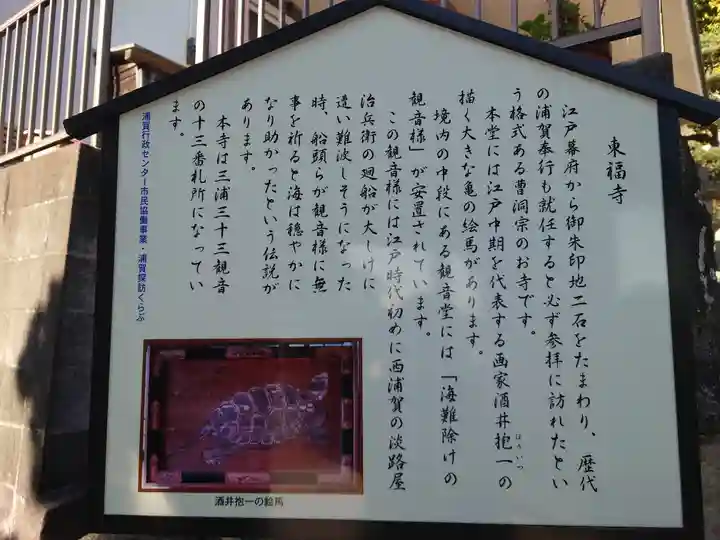 東福寺
江戸幕府から御朱印地二石をたまわり、歴代
の浦賀奉行も就任すると必ず参拝に訪れたとい
う格式ある曹洞宗のお寺です。
本堂には江戸中期を代表する画家酒井抱一の
ほういつ
描く大きな亀の絵馬があります。
境内の中段にある観音堂には「海難除けの
観音様」が安置されています。
この観音様には江戸時代初めに西浦賀の淡路屋
治兵衛の廻船が大しけに
遭い難波しそうになった
時、船頭らが観音様に無
事を祈ると海は穏やかに
なり助かったという伝説が
あります。
本寺は三浦三十三観音
の十三番札所になってい
ます。
浦賀行政センター市民協働事業・浦賀探訪くらぶ
酒井抱一の絵馬